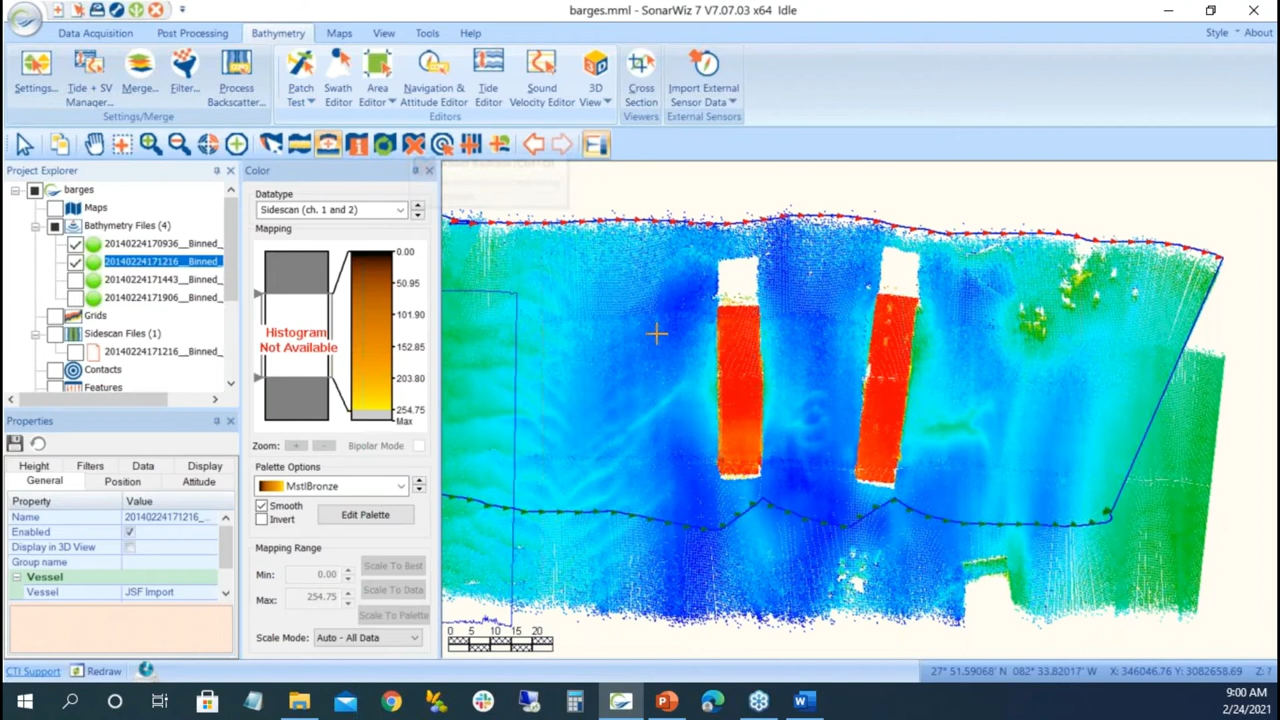 barges.mml - SonarWiz 7 V7.07.03 x64 Idle
Data Acquisition Post Processing Bathymetry Maps View Tools Help Style About
Settings... Tide + SV Manager... Merge... Filter... Process Backscatter...
Patch Test Swath Editor Area Editor Navigation & Attitude Editor Tide Editor Sound Velocity Editor 3D View Cross Section Import External Sensor Data
Settings/Merge Editors Viewers External Sensors
Project Explorer
barges
Maps
Bathymetry Files (4)
20140224170936__Binned_
20140224171216__Binned_
20140224171443__Binned_
20140224171906__Binned_
Grids
Sidescan Files (1)
20140224171216__Binned_
Contacts
Features
Properties
Height Filters Data Display
General Position Attitude
Property Value
Name 20140224171216_...
Enabled
Display in 3D View
Group name
Vessel
Vessel JSF Import
Color
Datatype
Sidescan (ch. 1 and 2)
Mapping
Histogram
Not Available
0.00
50.95
101.90
152.85
203.80
254.75
Max
Zoom: + - Bipolar Mode
Palette Options
MstlBronze
Smooth
Invert
Edit Palette
Mapping Range
Min: 0.00 Scale To Best
Scale To Data
Max: 254.75
Scale To Palette
Scale Mode: Auto - All Data
0 5 10 15 20
CTI Support Redraw
27° 51.59068' N 082° 33.82017' W X: 346046.76 Y: 3082658.69 Z: ?
9:00 AM
2/24/2021